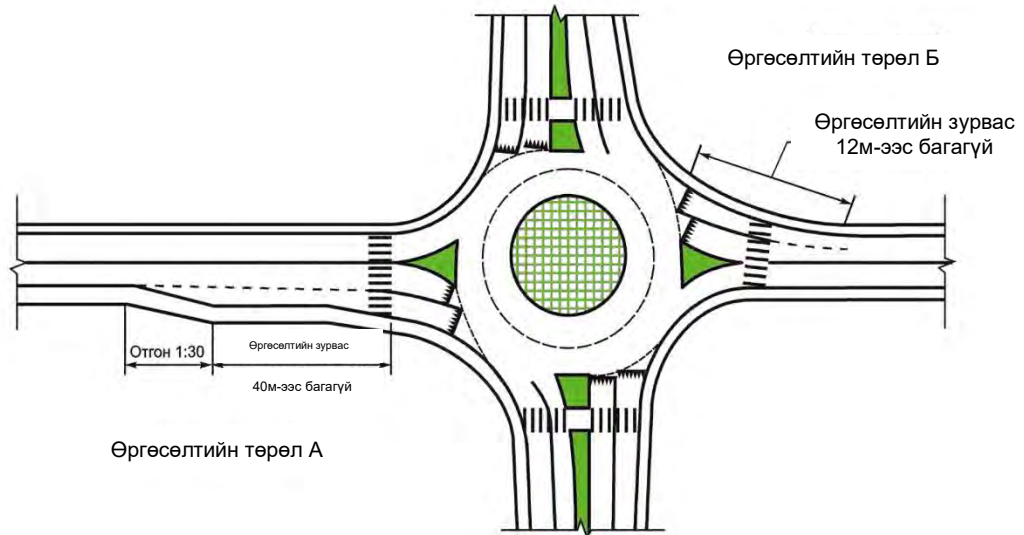 Өргөсөлтийн төрөл Б
Өргөсөлтийн зурвас
12м-ээс багагүй
Отгон 1:30
Өргөсөлтийн зурвас
40м-ээс багагүй
Өргөсөлтийн төрөл А